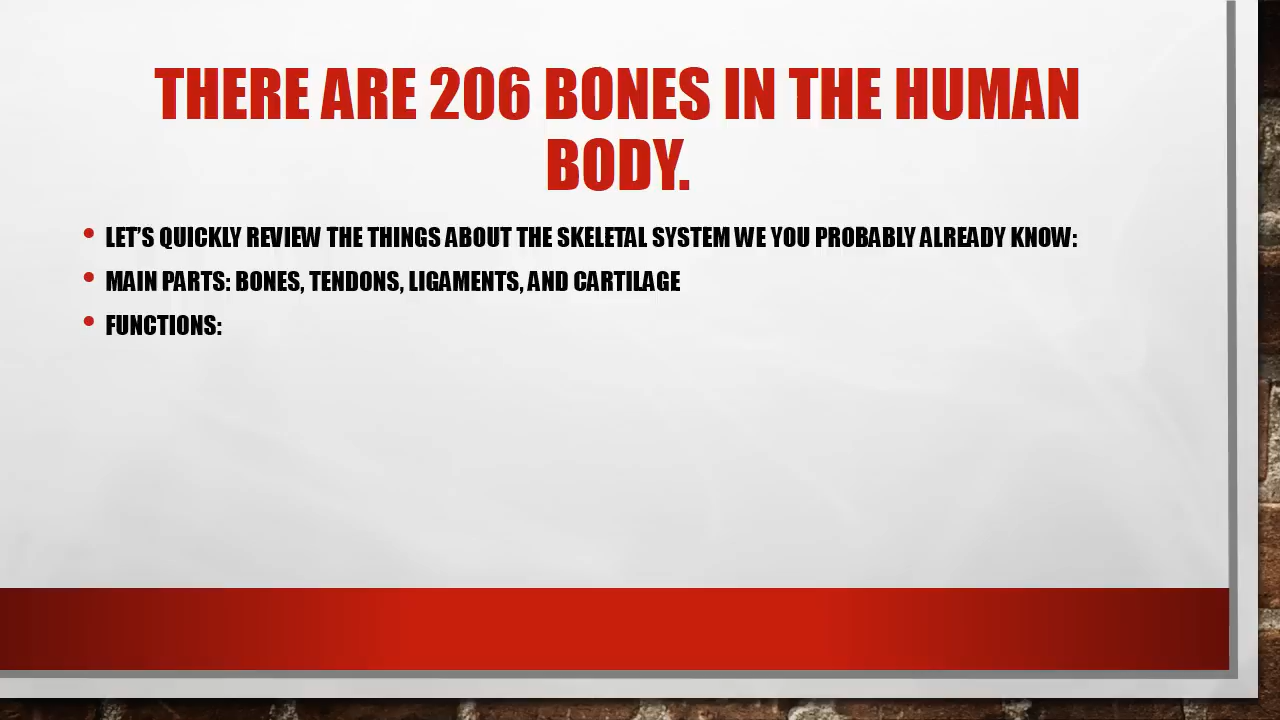 THERE ARE 206 BONES IN THE HUMAN
BODY.
• LET'S QUICKLY REVIEW THE THINGS ABOUT THE SKELETAL SYSTEM WE YOU PROBABLY ALREADY KNOW:
• MAIN PARTS: BONES, TENDONS, LIGAMENTS, AND CARTILAGE
• FUNCTIONS: